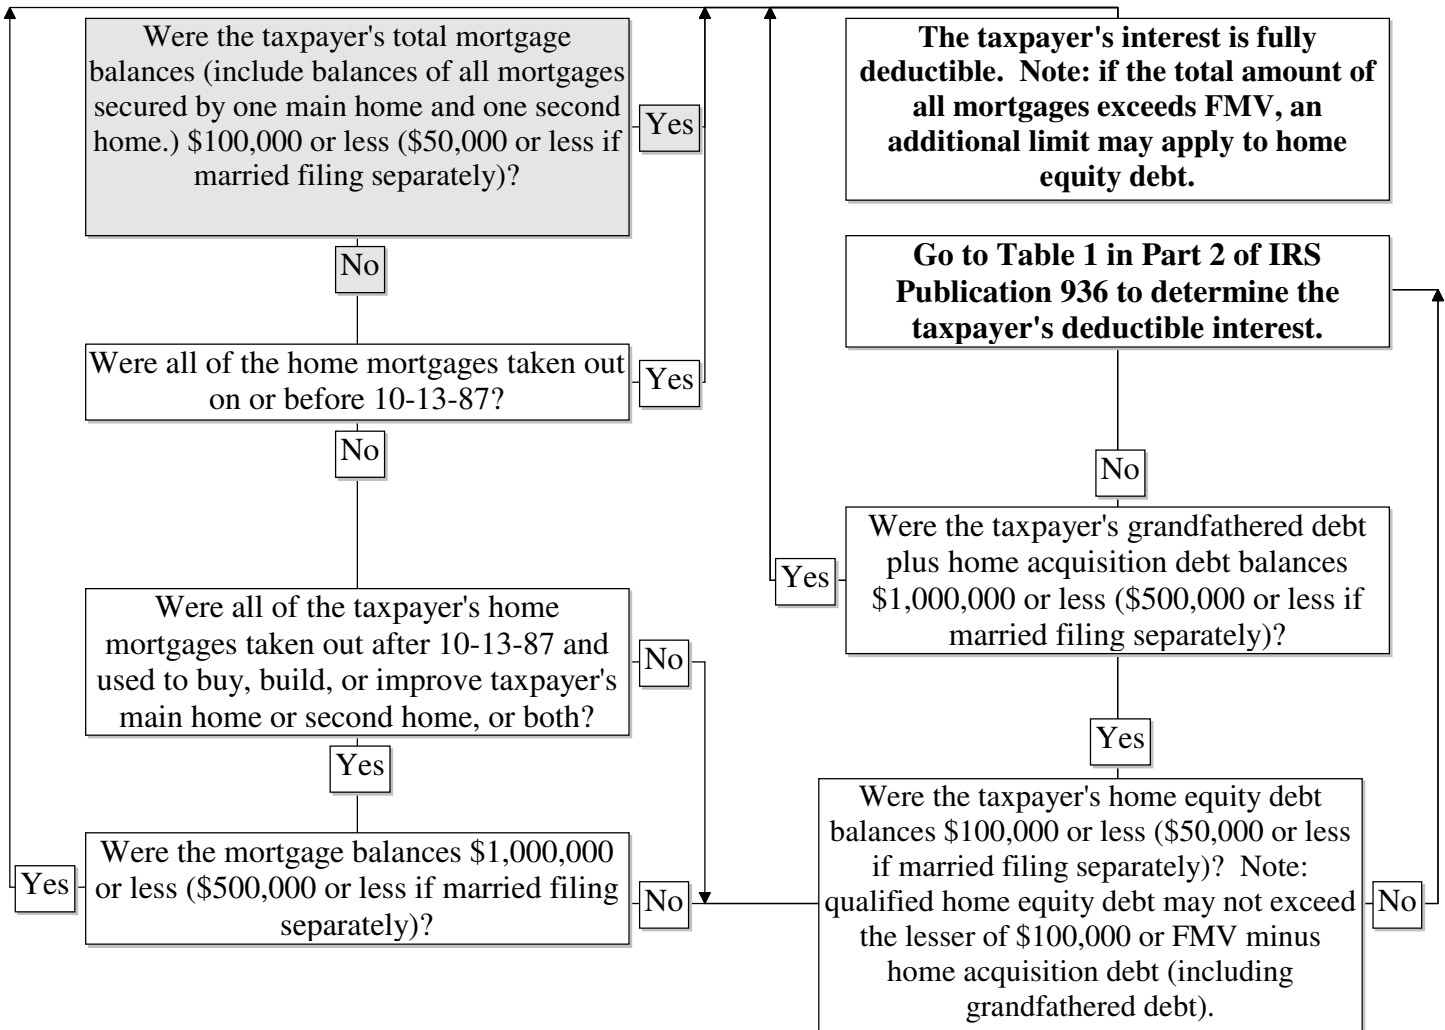 Were the taxpayer's total mortgage
balances (include balances of all mortgages
secured by one main home and one second
home.) $100,000 or less ($50,000 or less if
married filing separately)?
Yes
No
Were all of the home mortgages taken out
on or before 10-13-87?
Yes
No
Were all of the taxpayer's home
mortgages taken out after 10-13-87 and
used to buy, build, or improve taxpayer's
main home or second home, or both?
No
Yes
Were the mortgage balances $1,000,000
or less ($500,000 or less if married filing
separately)?
Yes
No
The taxpayer's interest is fully
deductible. Note: if the total amount of
all mortgages exceeds FMV, an
additional limit may apply to home
equity debt.
Go to Table 1 in Part 2 of IRS
Publication 936 to determine the
taxpayer's deductible interest.
No
Were the taxpayer's grandfathered debt
plus home acquisition debt balances
$1,000,000 or less ($500,000 or less if
married filing separately)?
Yes
Yes
Were the taxpayer's home equity debt
balances $100,000 or less ($50,000 or less
if married filing separately)? Note:
qualified home equity debt may not exceed
the lesser of $100,000 or FMV minus
home acquisition debt (including
grandfathered debt).
No